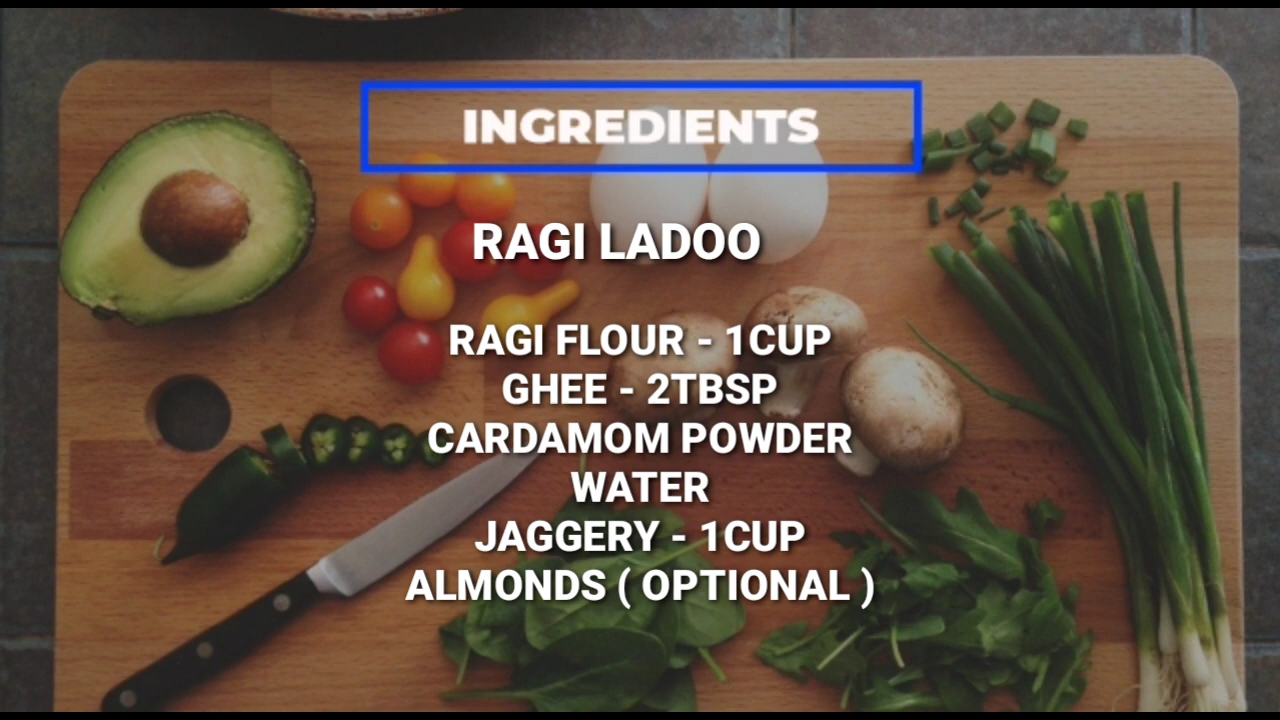 INGREDIENTS
RAGI LADOO
RAGI FLOUR - 1CUP
GHEE - 2TBSP
CARDAMOM POWDER
WATER
JAGGERY - 1CUP
ALMONDS ( OPTIONAL )